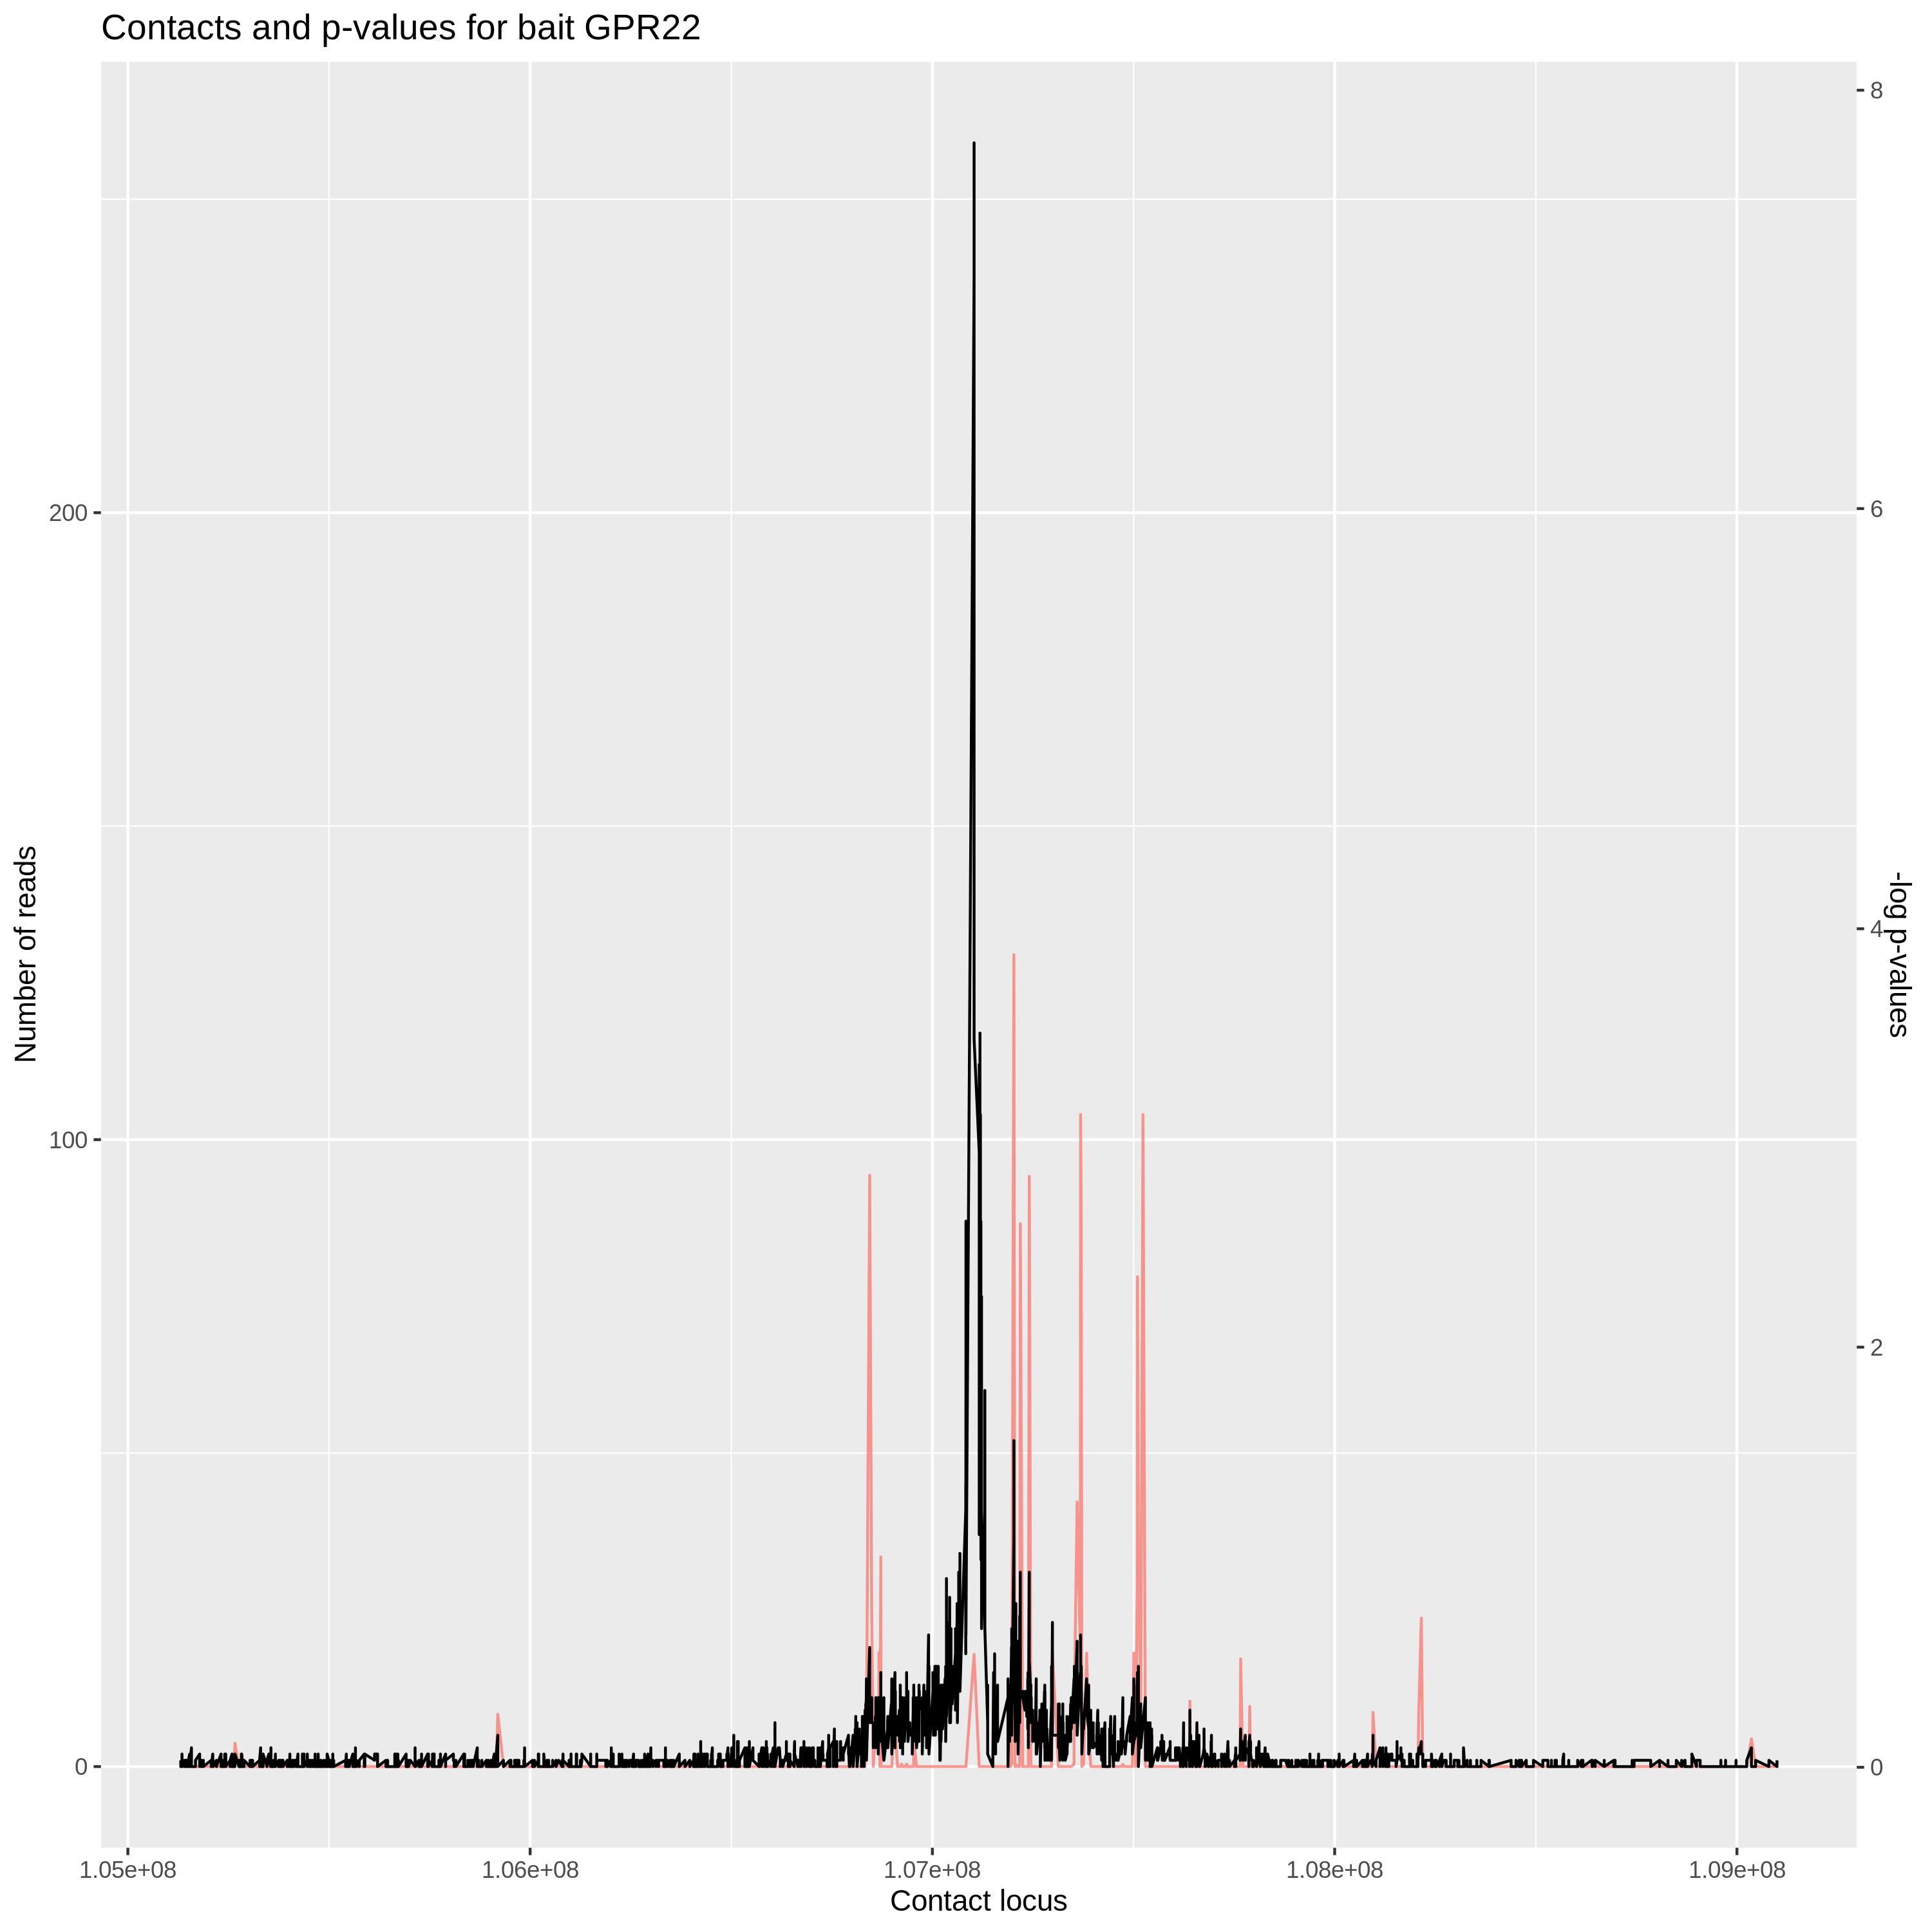 Contacts and p-values for bait GPR22
8
200
6
Number of reads
4
-log p-values
100
2
0
0
1.05e+08
1.06e+08
1.07e+08
1.08e+08
1.09e+08
Contact locus